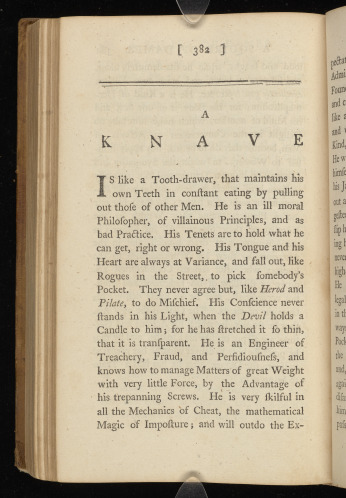 [ 382 ]
A
K N A V E
IS like a Tooth-drawer, that maintains his
own Teeth in conſtant eating by pulling
out thoſe of other Men. He is an ill moral
Philoſopher, of villainous Principles, and as
bad Practice. His Tenets are to hold what he
can get, right or wrong. His Tongue and his
Heart are always at Variance, and fall out, like
Rogues in the Street, to pick ſomebody's
Pocket. They never agree but, like Herod and
Pilate, to do Miſchief. His Conſcience never
ſtands in his Light, when the Devil holds a
Candle to him; for he has ſtretched it ſo thin,
that it is tranſparent. He is an Engineer of
Treachery, Fraud, and Perfidiouſneſs, and
knows how to manage Matters of great Weight
with very little Force, by the Advantage of
his trepanning Screws. He is very ſkilful in
all the Mechanics of Cheat, the mathematical
Magic of Impoſture; and will outdo the Ex-